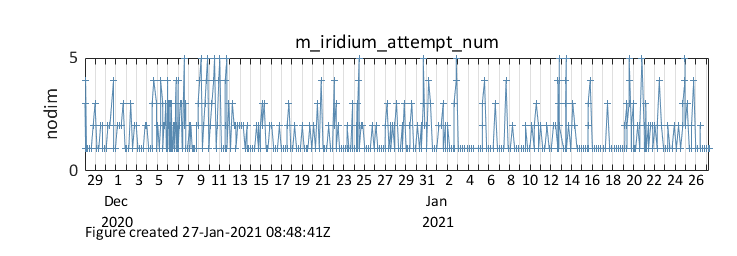 m_iridium_attempt_num
5
nodim
0
29 1 3 5 7 9 11 13 15 17 19 21 23 25 27 29 31 2 4 6 8 10 12 14 16 18 20 22 24 26
Dec Jan
2020 2021
Figure created 27-Jan-2021 08:48:41Z